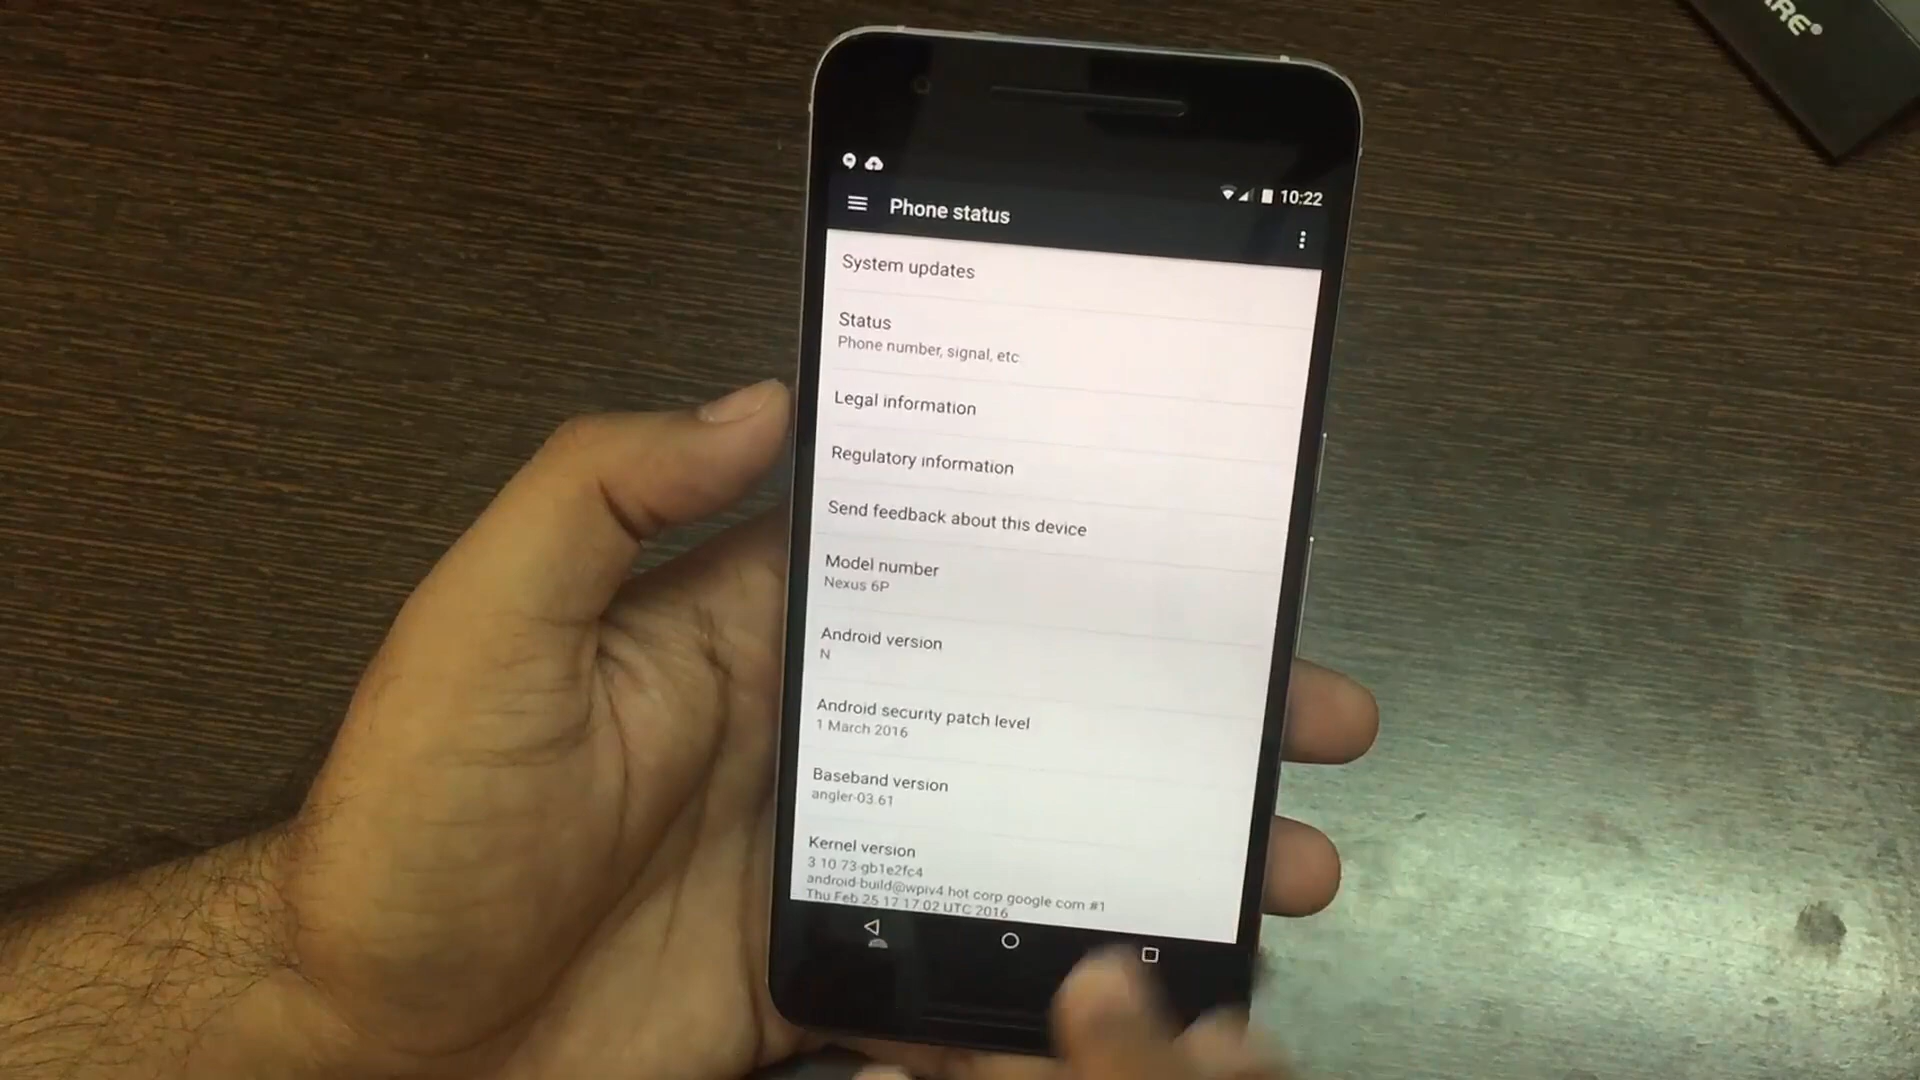 RE®
10:22
Phone status
System updates
Status
Phone number, signal, etc
Legal information
Regulatory information
Send feedback about this device
Model number
Nexus 6P
Android version
N
Android security patch level
1 March 2016
Baseband version
angler-03.61
Kernel version
3.10.73-gb1e2fc4
android-build@wpiv4.hot.corp.google.com #1
Thu Feb 25 17:17:02 UTC 2016